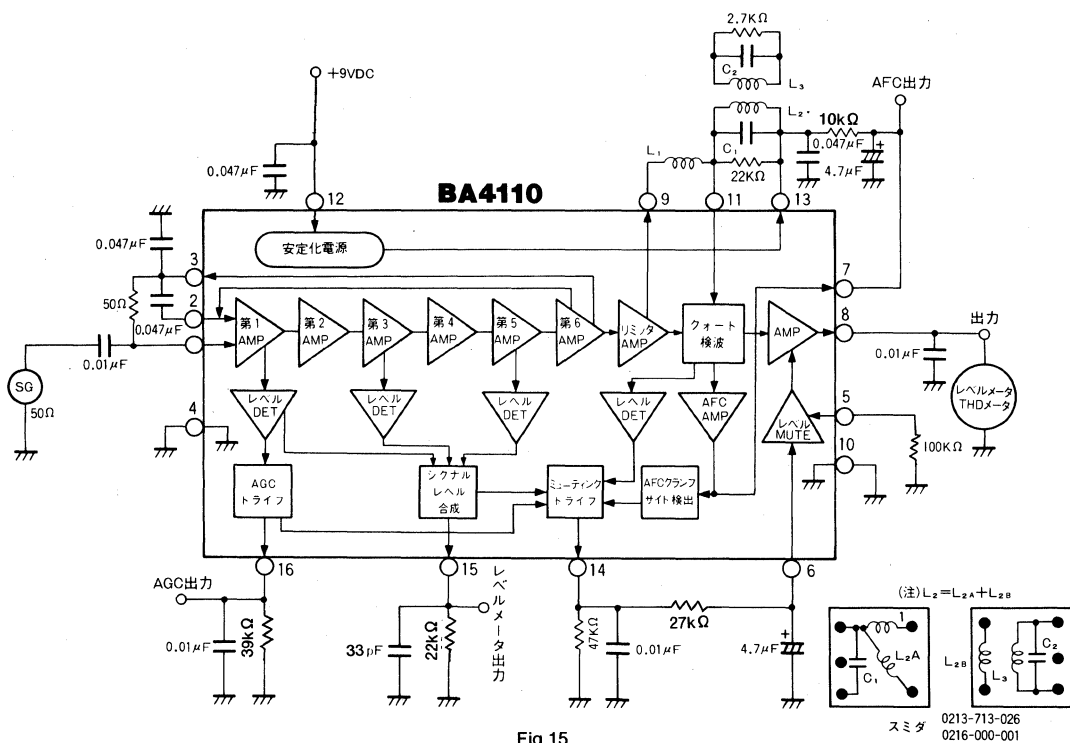 2.7KΩ
C2
L3
+9VDC
AFC出力
L2
10kΩ
C1
0.047μF
0.047μF
L1
22KΩ
4.7μF
BA4110
12
9
11
13
0.047μF
安定化電源
3
7
50Ω
2
0.047μF
第1
AMP
第2
AMP
第3
AMP
第4
AMP
第5
AMP
第6
AMP
リミッタ
AMP
クォート
検波
AMP
8
出力
0.01μF
0.01μF
SG
50Ω
レベルメータ
THDメータ
レベル
DET
レベル
DET
レベル
DET
レベル
DET
AFC
AMP
レベル
MUTE
5
4
100KΩ
10
AGC
トライフ
シクナル
レベル
合成
ミューティンク
トライフ
AFCクランフ
サイト検出
16
15
14
6
AGC出力
0.01μF
39kΩ
33pF
22kΩ
レベルメータ出力
47KΩ
0.01μF
27kΩ
4.7μF
(注)L2=L2A+L2B
1
L2A
C1
L2B
L3
C2
スミダ 0213-713-026
0216-000-001
Fig.15